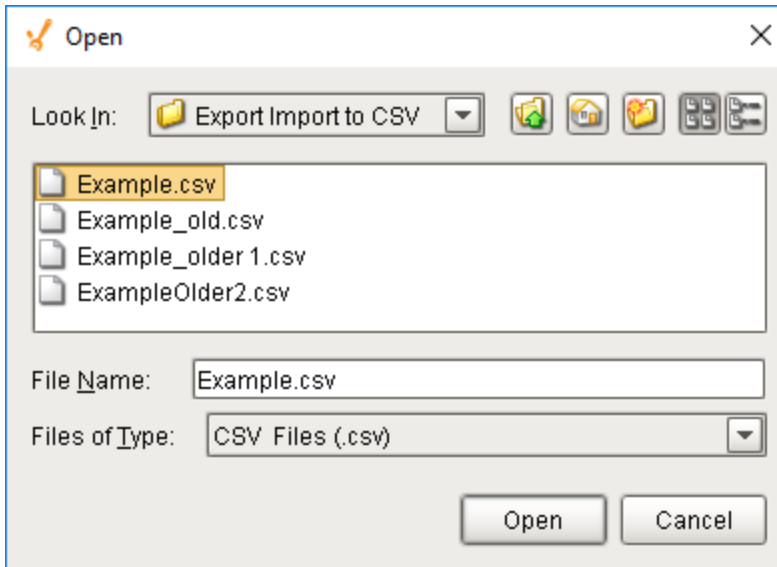 Open
Look In: Export Import to CSV
Example.csv
Example_old.csv
Example_older 1.csv
ExampleOlder2.csv
File Name: Example.csv
Files of Type: CSV Files (.csv)
Open Cancel